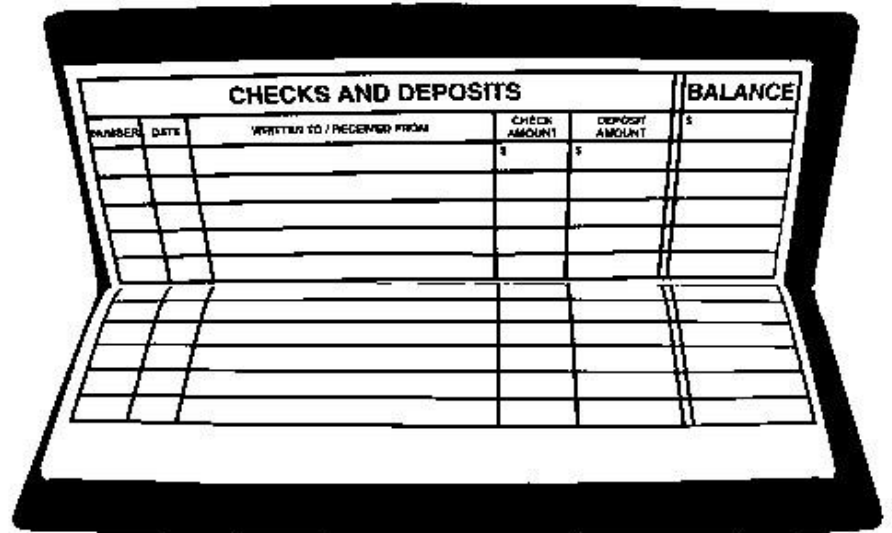 CHECKS AND DEPOSITS BALANCE
NUMBER DATE WRITTEN TO / RECEIVED FROM CHECK AMOUNT DEPOSIT AMOUNT $
$ $